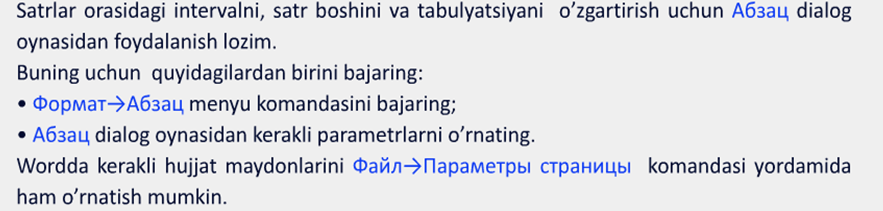 Satrlar orasidagi intervalni, satr boshini va tabulyatsiyani o’zgartirish uchun Абзац dialog
oynasidan foydalanish lozim.
Buning uchun quyidagilardan birini bajaring:
• Формат→Абзац menyu komandasini bajaring;
• Абзац dialog oynasidan kerakli parametrlarni o’rnating.
Wordda kerakli hujjat maydonlarini Файл→Параметры страницы komandasi yordamida
ham o’rnatish mumkin.